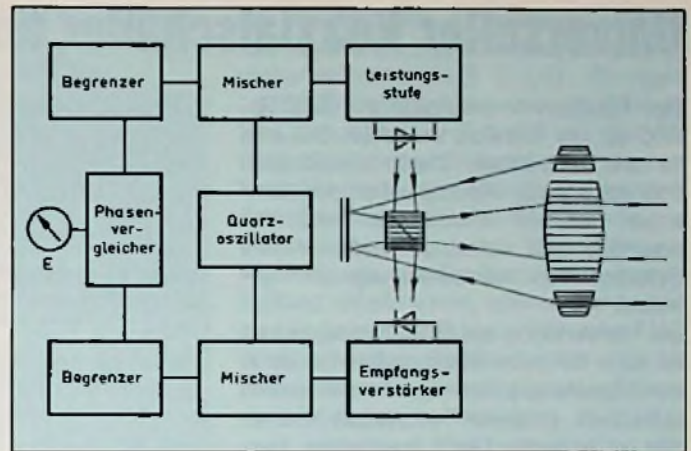 Begrenzer
Mischer
Leistungs-
stufe
Phasen-
ver-
gleicher
Quarz-
oszillator
E
Begrenzer
Mischer
Empfangs-
verstärker